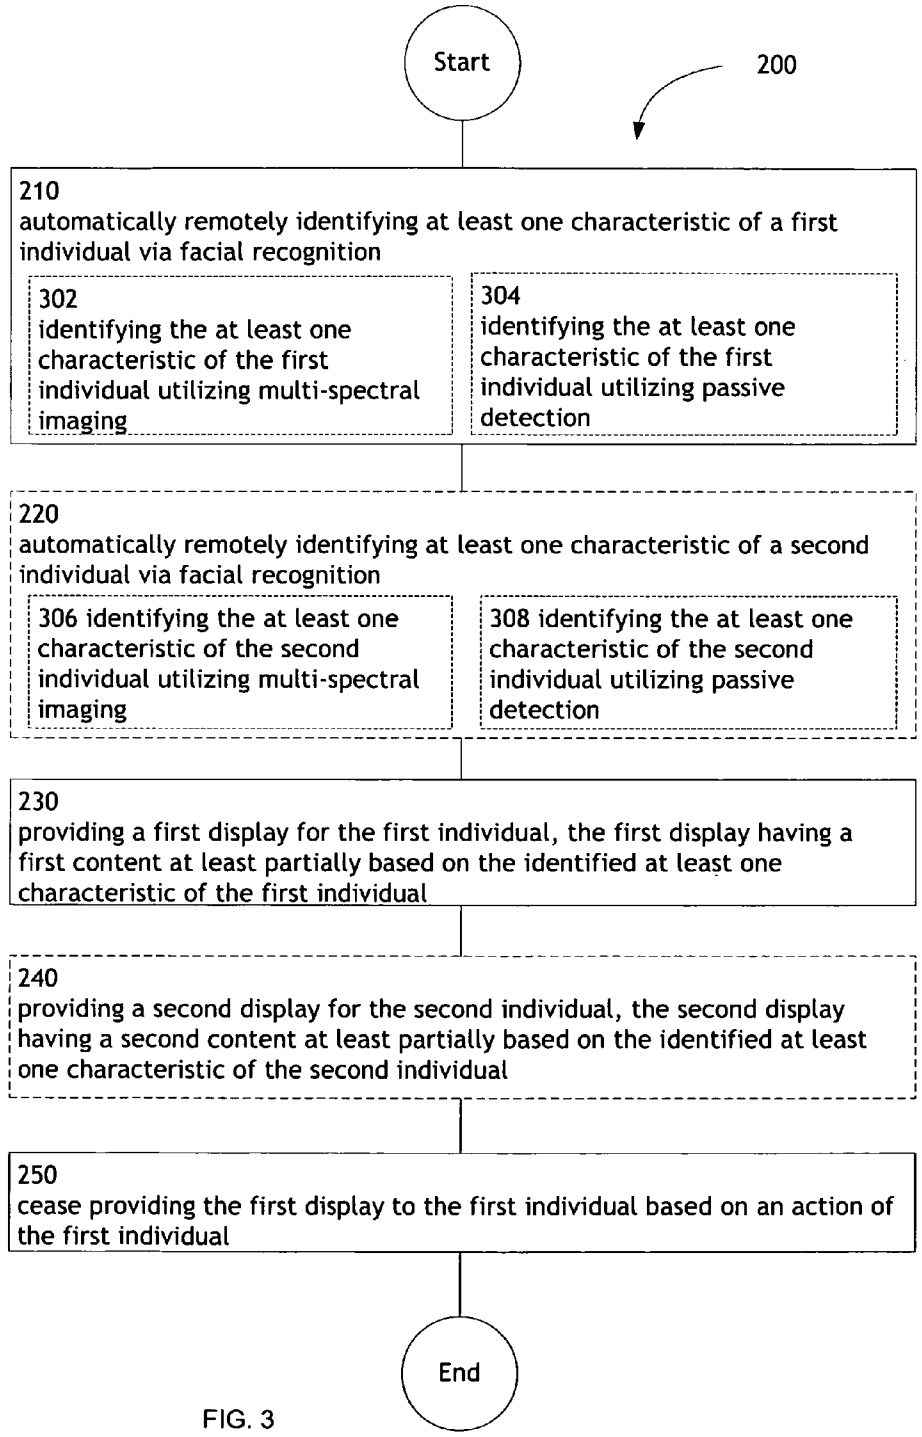 Start
200
210
automatically remotely identifying at least one characteristic of a first
individual via facial recognition
302
identifying the at least one
characteristic of the first
individual utilizing multi-spectral
imaging
304
identifying the at least one
characteristic of the first
individual utilizing passive
detection
220
automatically remotely identifying at least one characteristic of a second
individual via facial recognition
306 identifying the at least one
characteristic of the second
individual utilizing multi-spectral
imaging
308 identifying the at least one
characteristic of the second
individual utilizing passive
detection
230
providing a first display for the first individual, the first display having a
first content at least partially based on the identified at least one
characteristic of the first individual
240
providing a second display for the second individual, the second display
having a second content at least partially based on the identified at least
one characteristic of the second individual
250
cease providing the first display to the first individual based on an action of
the first individual
End
FIG. 3